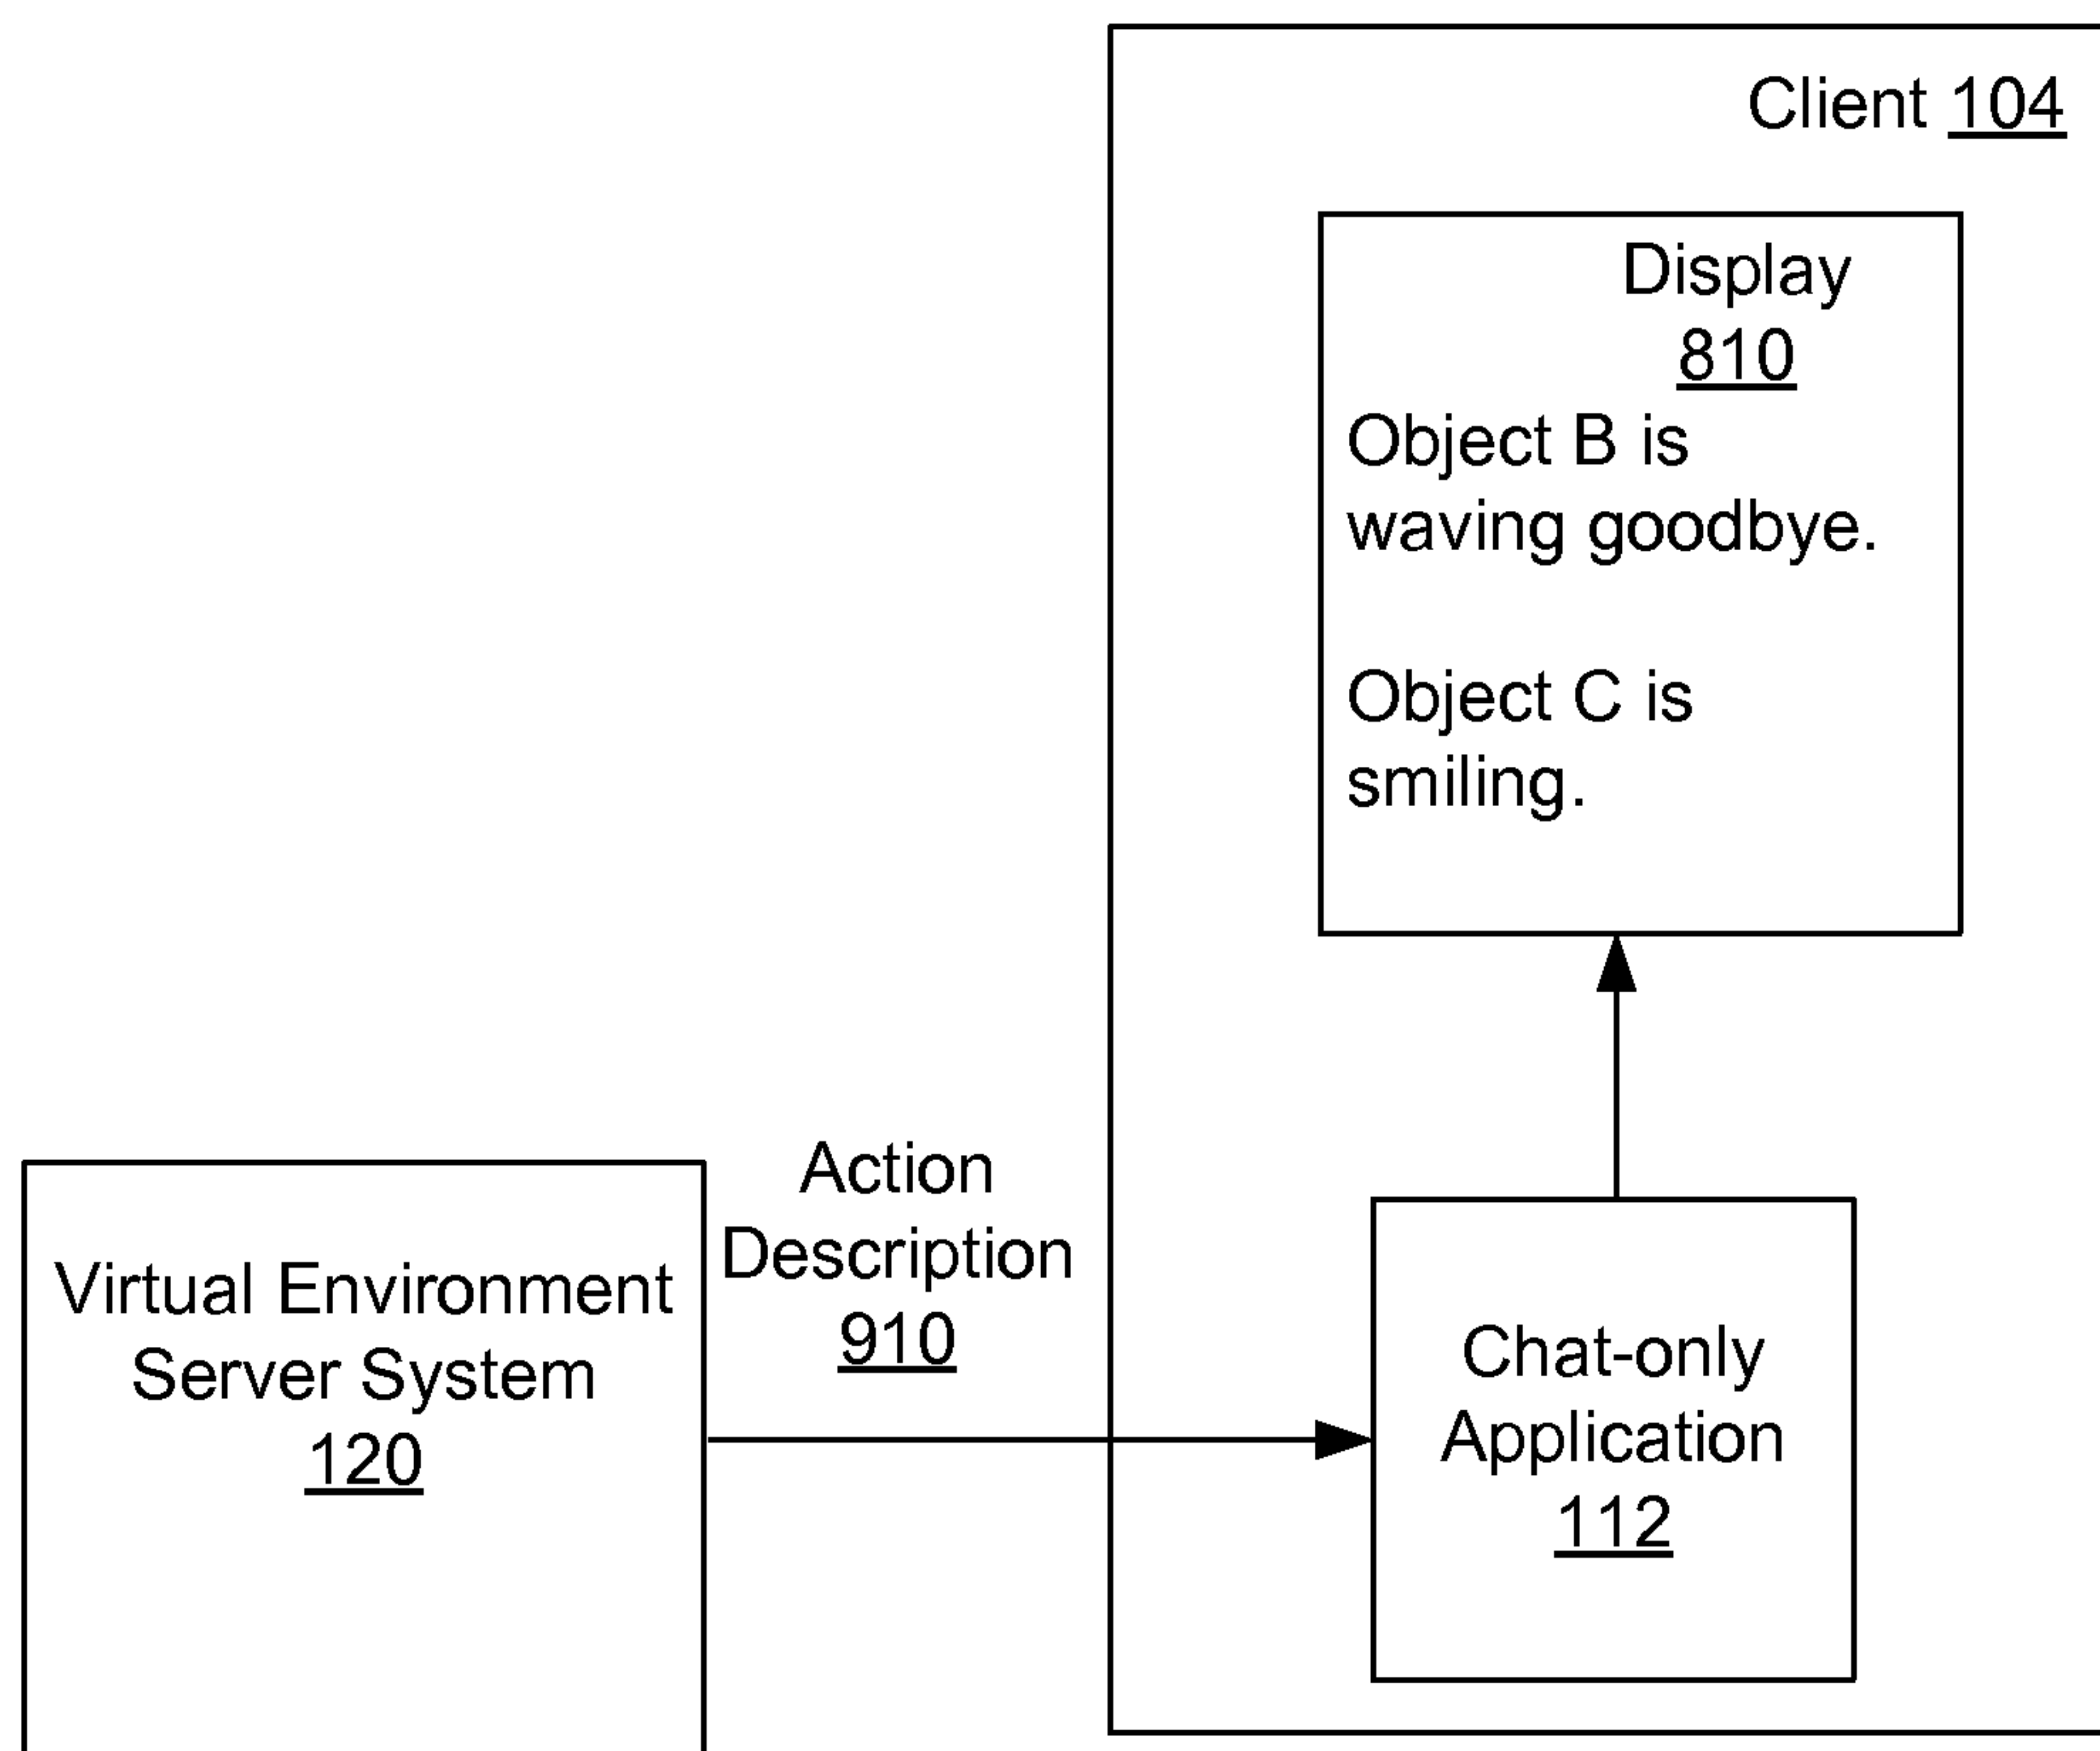 Client 104
Display
810
Object B is
waving goodbye.
Object C is
smiling.
Action
Description
910
Virtual Environment
Server System
120
Chat-only
Application
112